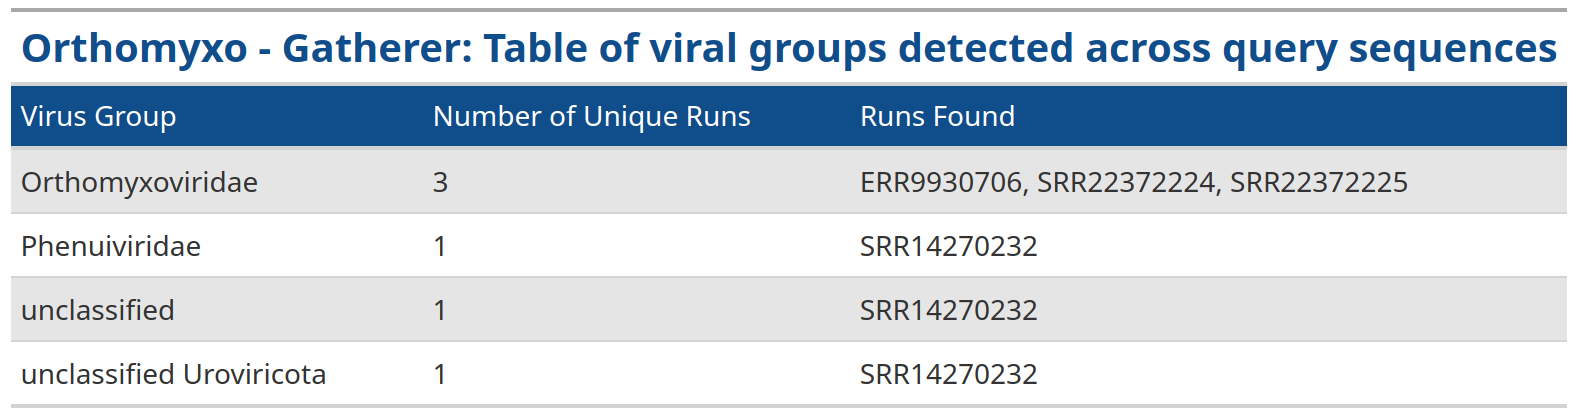 Orthomyxo - Gatherer: Table of viral groups detected across query sequences
Virus Group Number of Unique Runs Runs Found
Orthomyxoviridae 3 ERR9930706, SRR22372224, SRR22372225
Phenuiviridae 1 SRR14270232
unclassified 1 SRR14270232
unclassified Uroviricota 1 SRR14270232